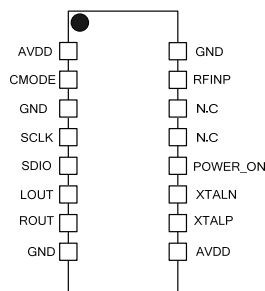 AVDD
CMODE
GND
SCLK
SDIO
LOUT
ROUT
GND
GND
RFINP
N.C
N.C
POWER_ON
XTALN
XTALP
AVDD